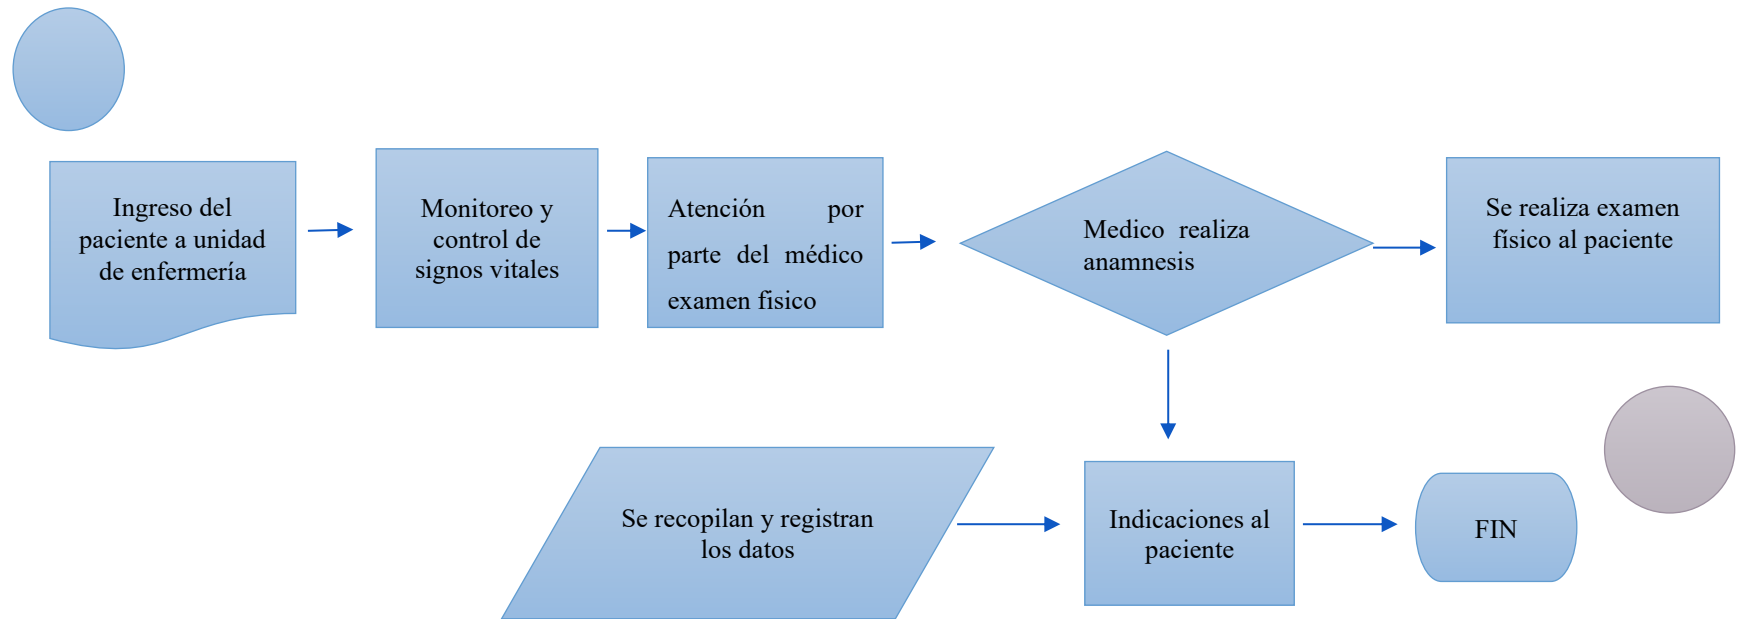 Ingreso del
paciente a unidad
de enfermería
Monitoreo y
control de
signos vitales
Atención por
parte del médico
examen fisico
Medico realiza
anamnesis
Se realiza examen
físico al paciente
Se recopilan y registran
los datos
Indicaciones al
paciente
FIN